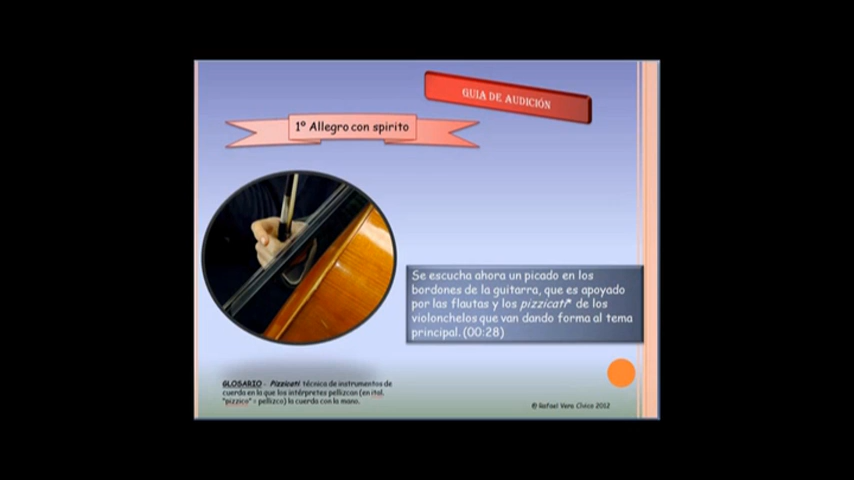 GUIA DE AUDICIÓN
1º Allegro con spirito
Se escucha ahora un picado en los
bordones de la guitarra, que es apoyado
por las flautas y los pizzicati* de los
violonchelos que van dando forma al tema
principal. (00:28)
GLOSARIO - Pizzicati técnica de instrumentos de
cuerda en la que los intérpretes pellizcan (en ital.
"pizzico" = pellizco) la cuerda con la mano.
© Rafael Vera Chica 2012